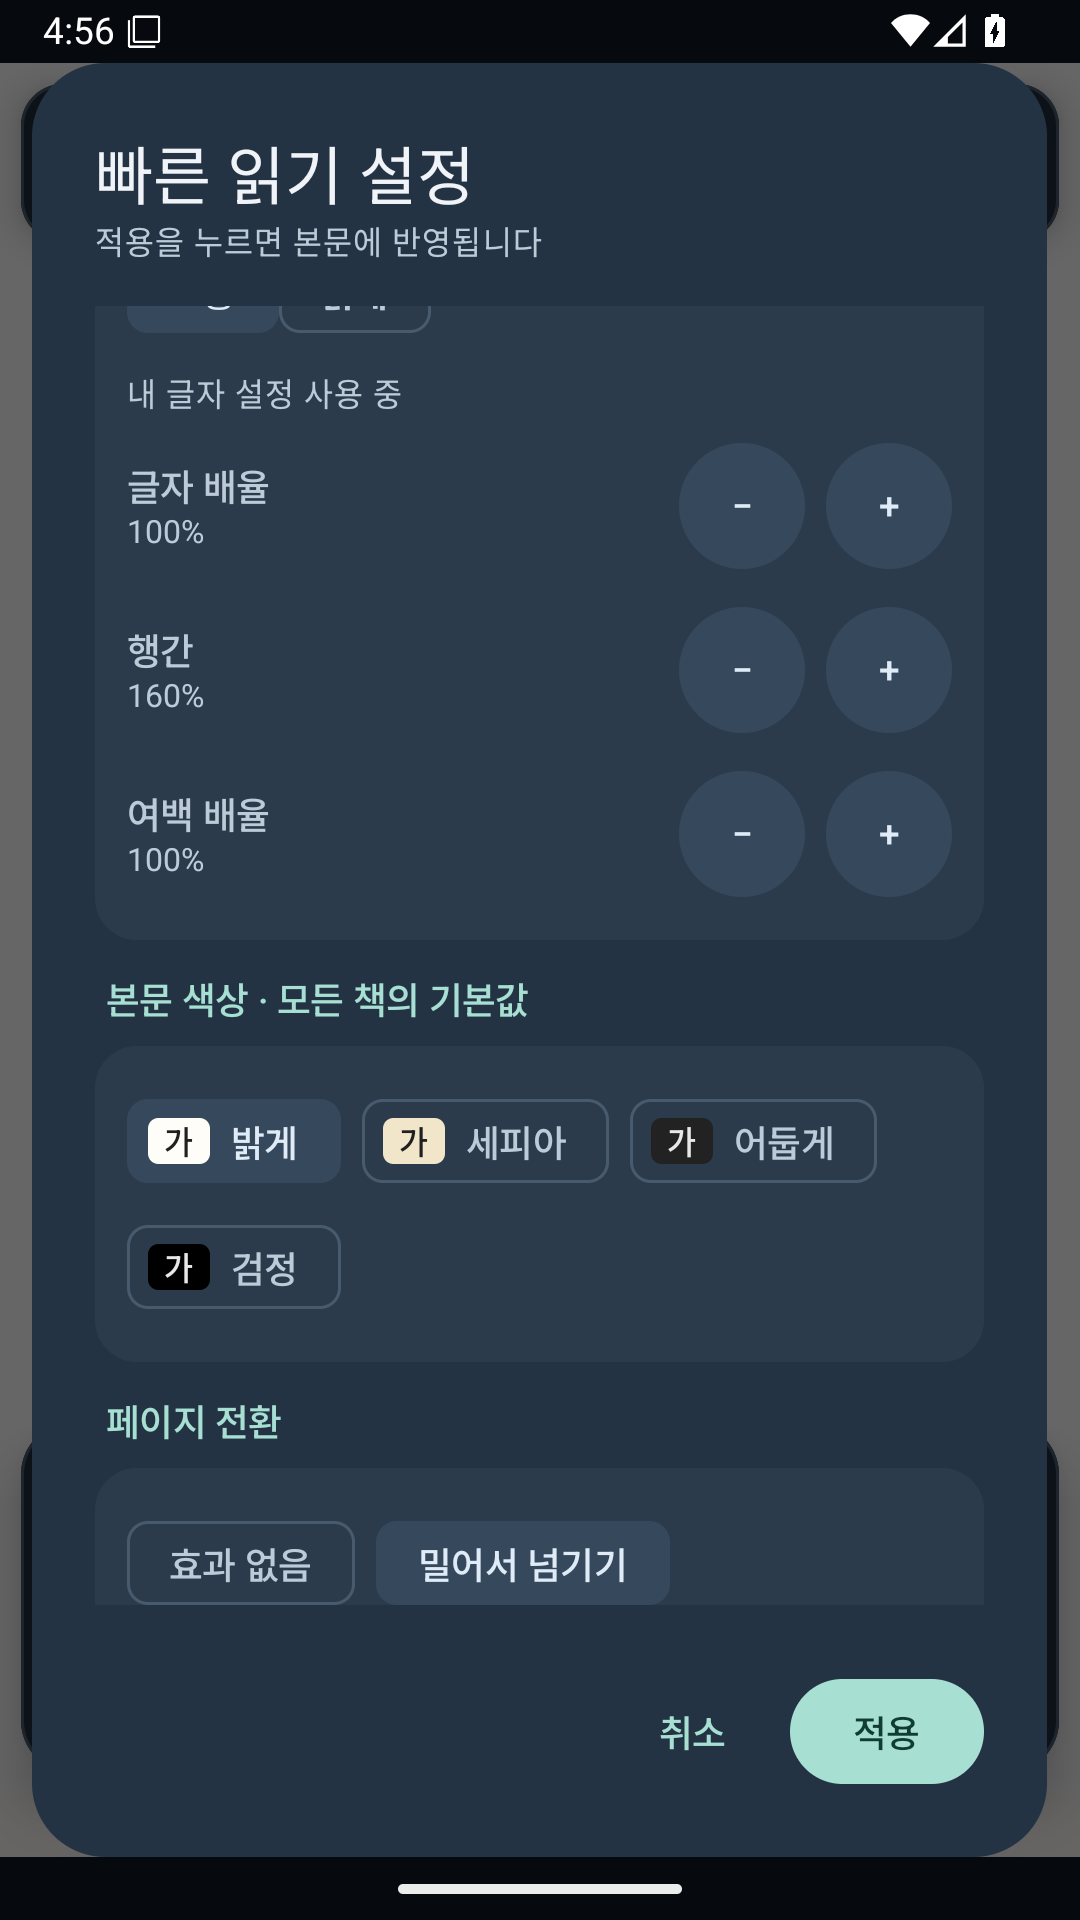 4:56
빠른 읽기 설정
적용을 누르면 본문에 반영됩니다
내 글자 설정 사용 중
글자 배율
100%
− +
행간
160%
− +
여백 배율
100%
− +
본문 색상 · 모든 책의 기본값
가 밝게 가 세피아 가 어둡게
가 검정
페이지 전환
효과 없음 밀어서 넘기기
취소 적용